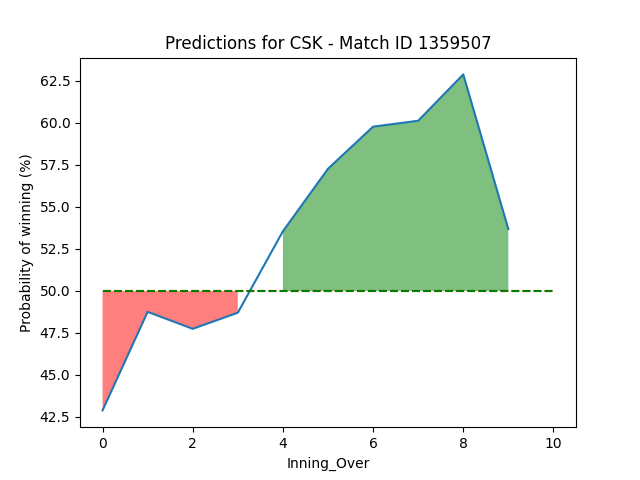 Predictions for CSK - Match ID 1359507
Probability of winning (%)
62.5
60.0
57.5
55.0
52.5
50.0
47.5
45.0
42.5
0 2 4 6 8 10
Inning_Over